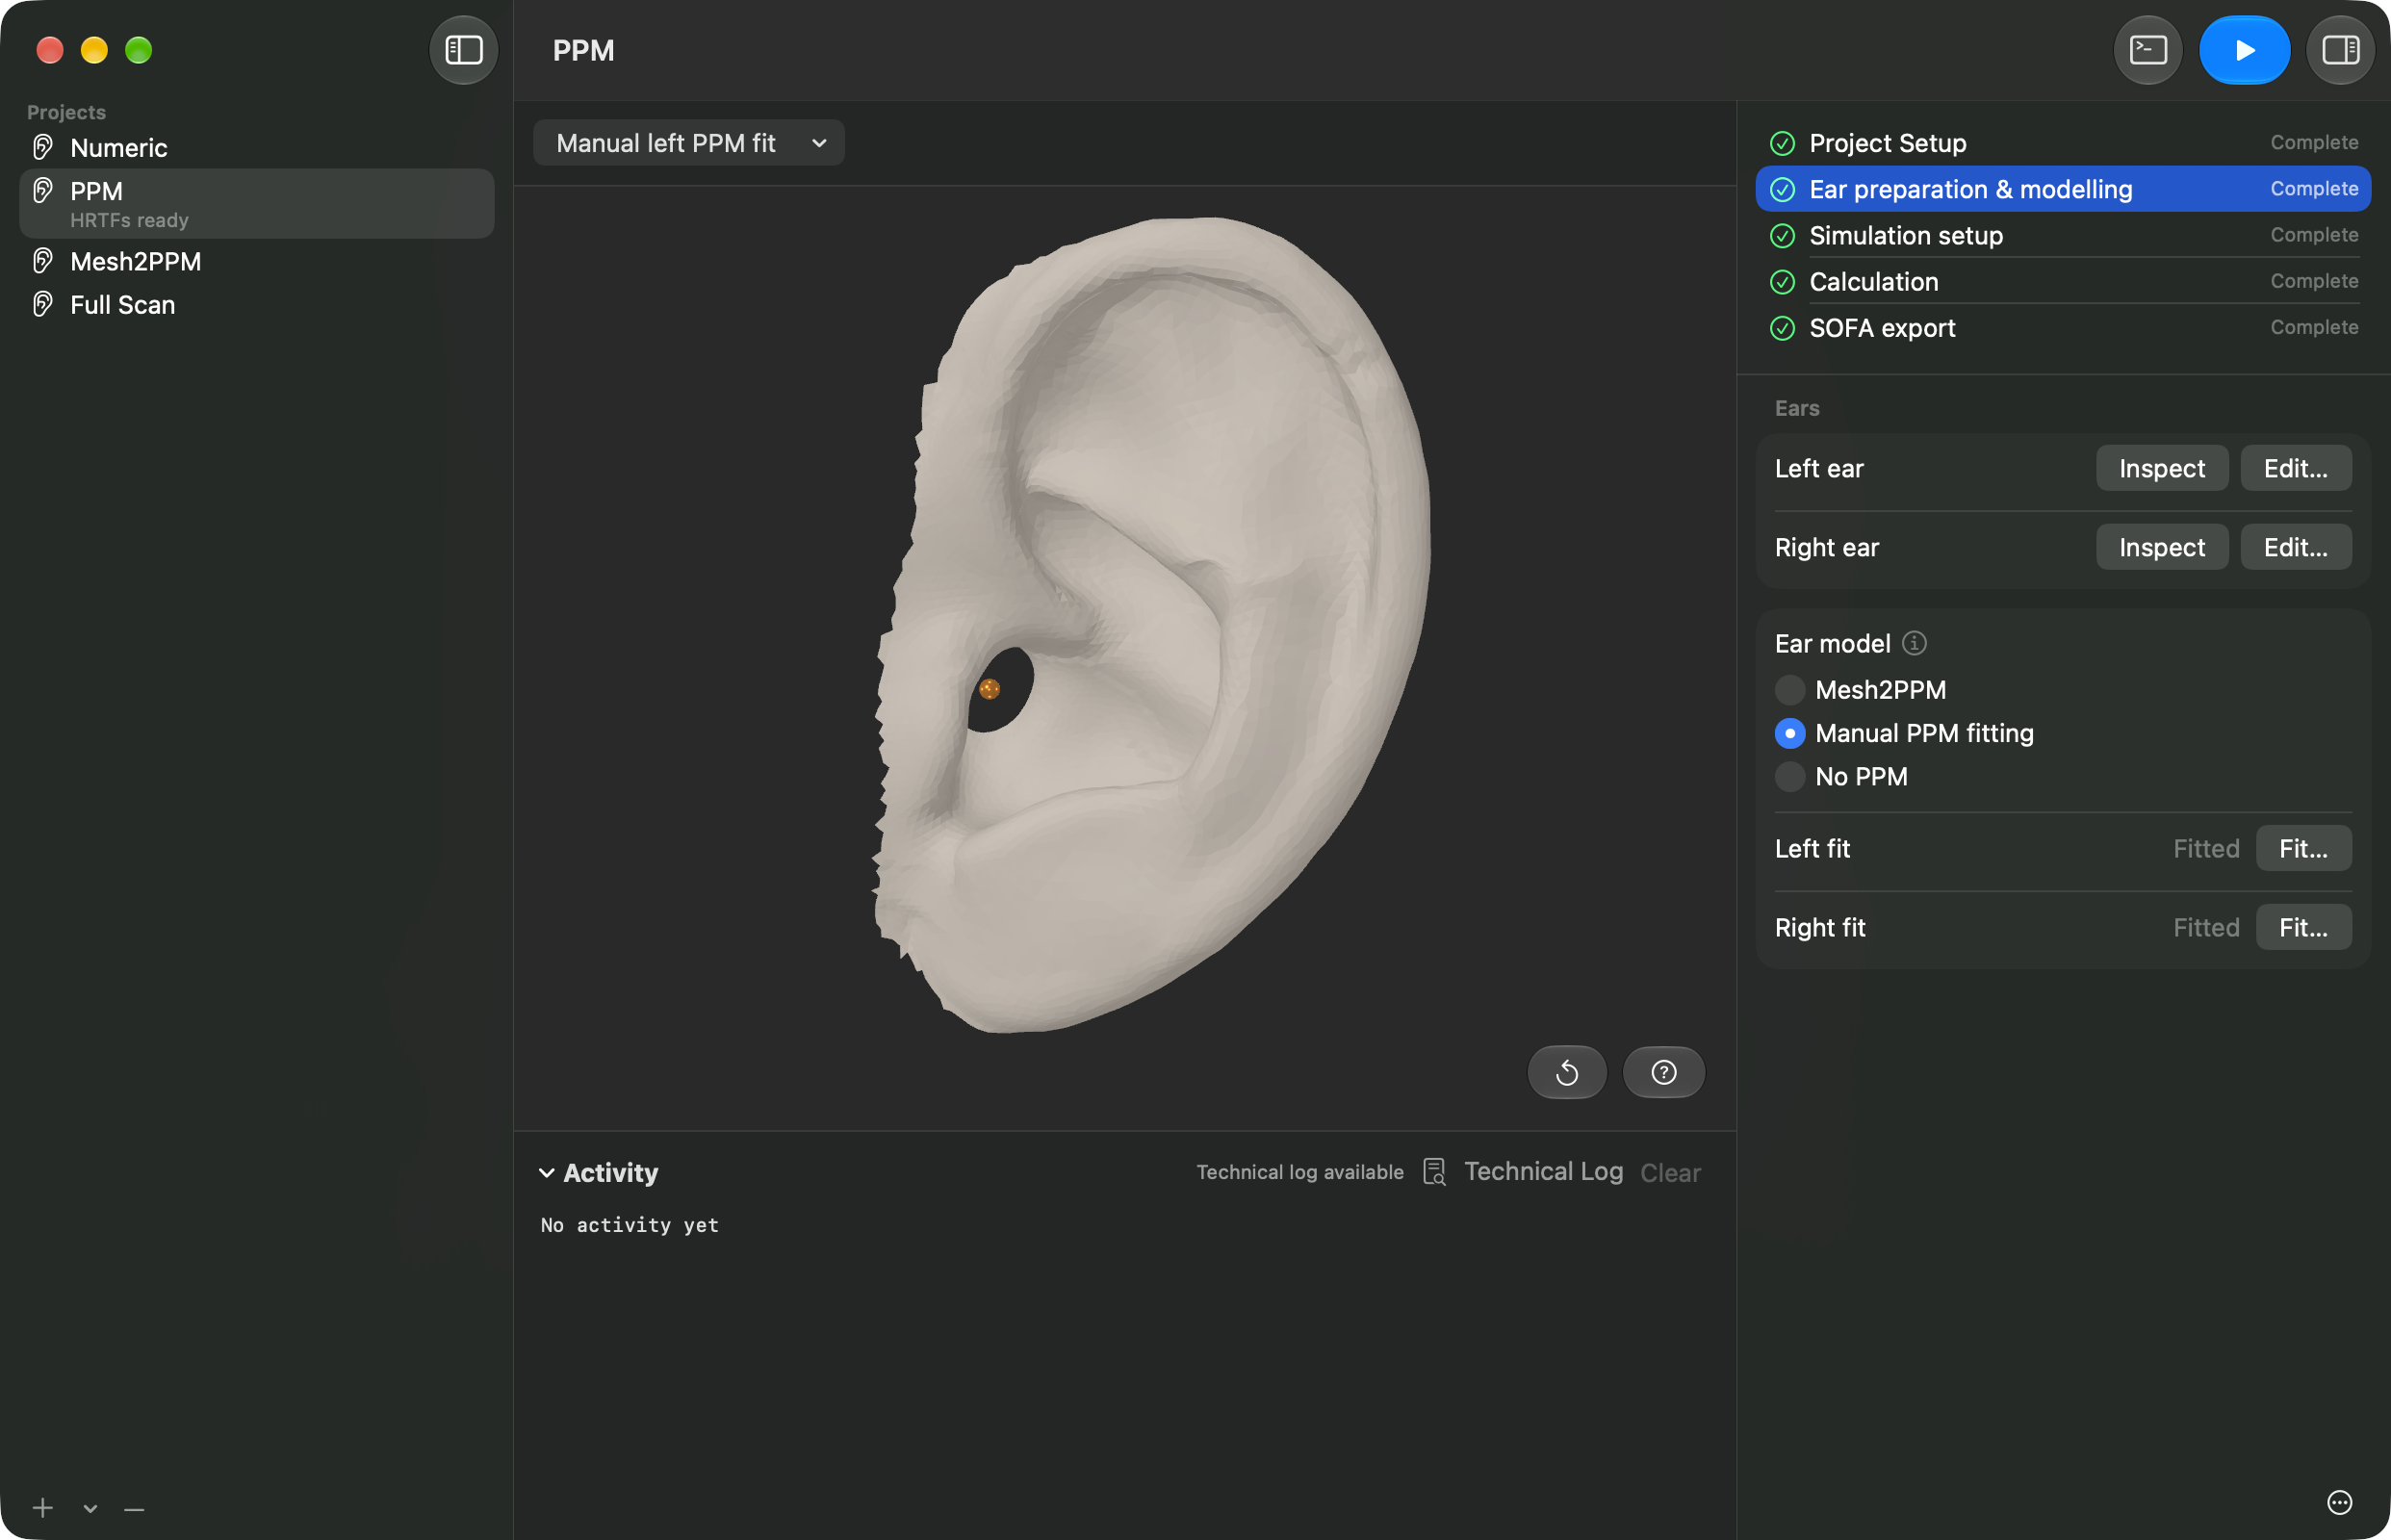 PPM
Projects
Numeric
PPM
HRTFs ready
Mesh2PPM
Full Scan
Manual left PPM fit
Project Setup Complete
Ear preparation & modelling Complete
Simulation setup Complete
Calculation Complete
SOFA export Complete
Ears
Left ear Inspect Edit...
Right ear Inspect Edit...
Ear model
Mesh2PPM
Manual PPM fitting
No PPM
Left fit Fitted Fit...
Right fit Fitted Fit...
Activity Technical log available Technical Log Clear
No activity yet